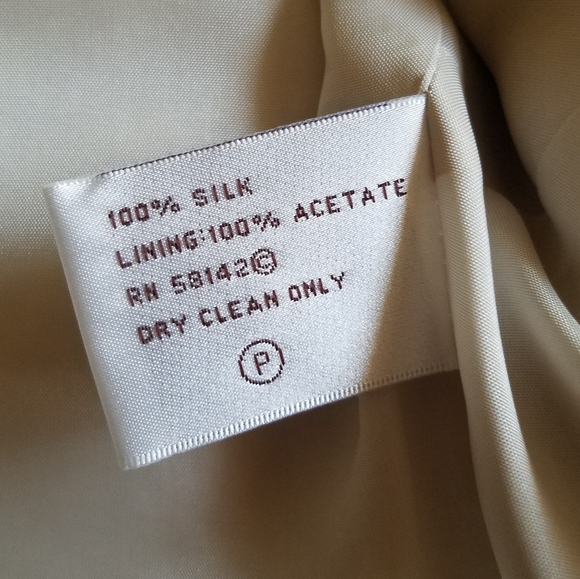 100% SILK
LINING:100% ACETATE
RN 58142©
DRY CLEAN ONLY
P